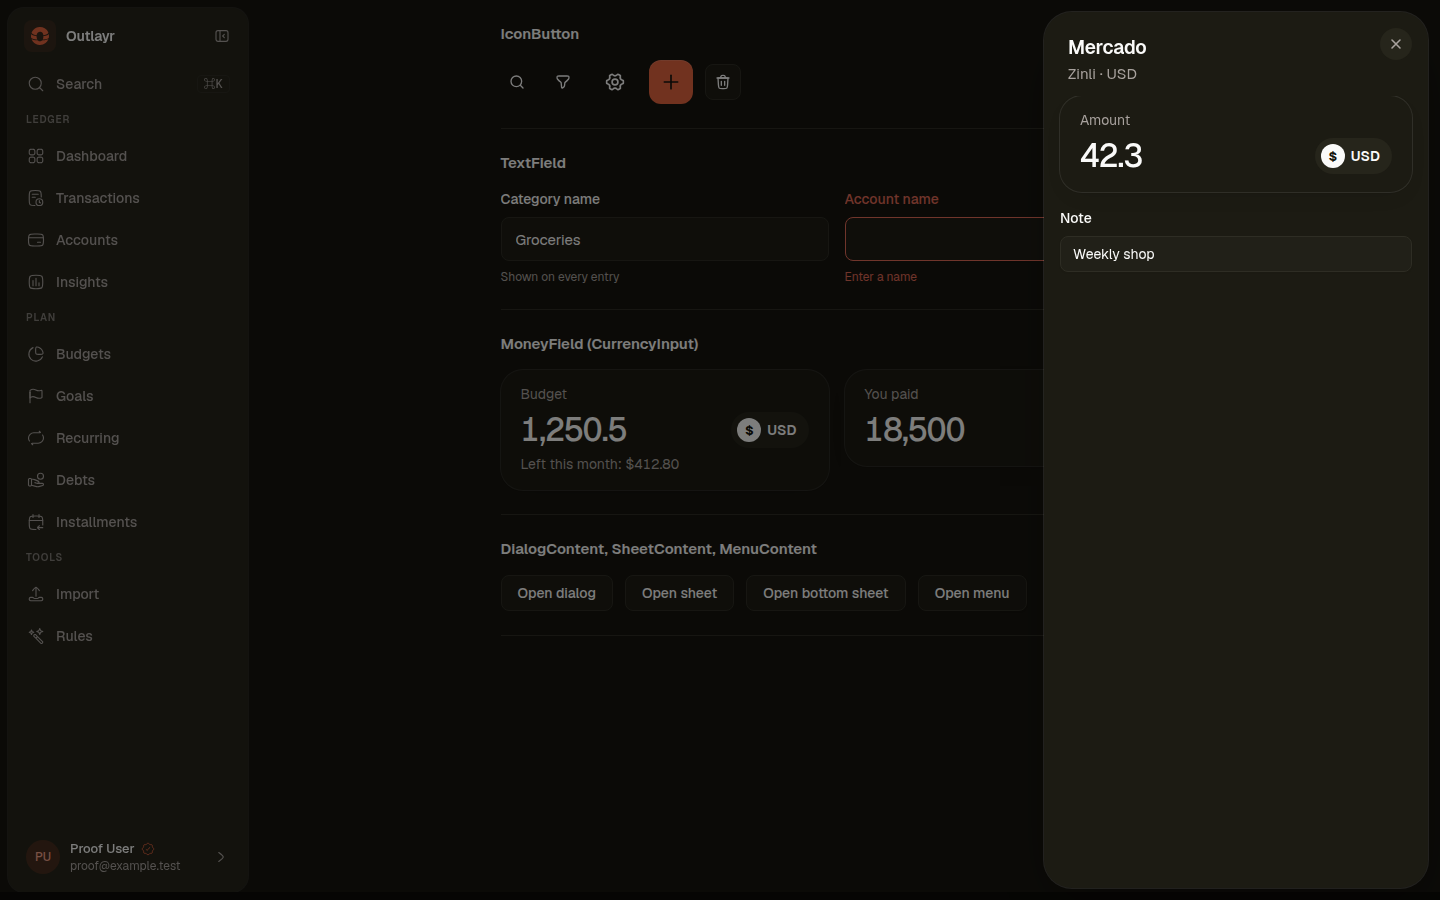 Outlayr
Search
⌘K
LEDGER
Dashboard
Transactions
Accounts
Insights
PLAN
Budgets
Goals
Recurring
Debts
Installments
TOOLS
Import
Rules
PU
Proof User
proof@example.test
IconButton
TextField
Category name
Groceries
Shown on every entry
Account name
Enter a name
MoneyField (CurrencyInput)
Budget
1,250.5
$ USD
Left this month: $412.80
You paid
18,500
DialogContent, SheetContent, MenuContent
Open dialog
Open sheet
Open bottom sheet
Open menu
Mercado
Zinli · USD
Amount
42.3
$ USD
Note
Weekly shop